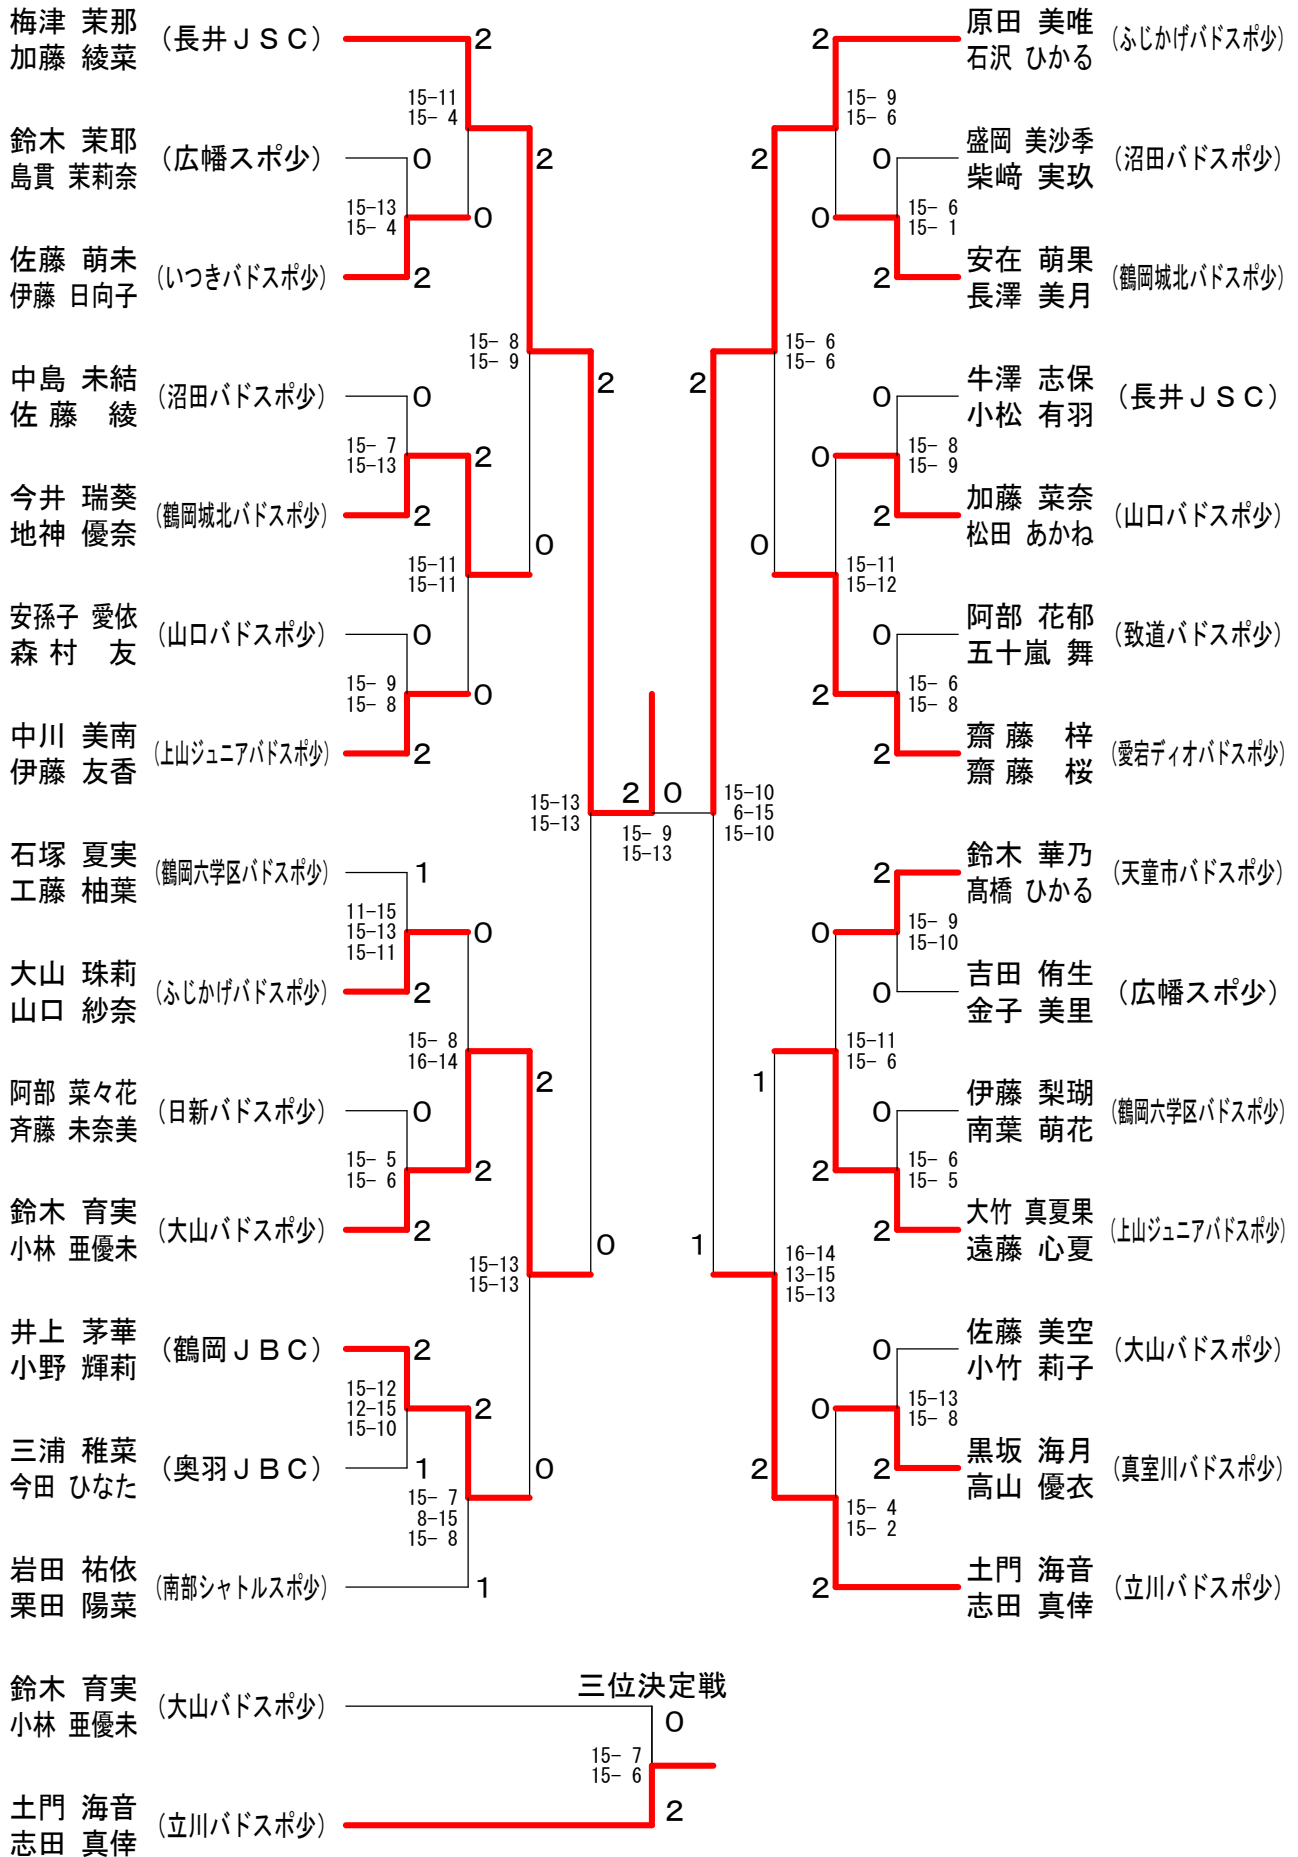 梅津 茉那
加藤 綾菜
（長井ＪＳＣ）
2
15-11
15- 4
鈴木 茉耶
島貫 茉莉奈
（広幡スポ少）
0
2
15-13
15- 4
0
佐藤 萌未
伊藤 日向子
（いつきバドスポ少）
2
15- 8
15- 9
2
中島 未結
佐藤 綾
（沼田バドスポ少）
0
15- 7
15-13
2
今井 瑞葵
地神 優奈
（鶴岡城北バドスポ少）
2
0
15-11
15-11
安孫子 愛依
森村 友
（山口バドスポ少）
0
15- 9
15- 8
0
中川 美南
伊藤 友香
（上山ジュニアバドスポ少）
2
15-13
15-13
2
0
15- 9
15-13
石塚 夏実
工藤 柚葉
（鶴岡六学区バドスポ少）
1
11-15
15-13
15-11
0
大山 珠莉
山口 紗奈
（ふじかげバドスポ少）
2
15- 8
16-14
2
阿部 菜々花
斉藤 未奈美
（日新バドスポ少）
0
15- 5
15- 6
2
鈴木 育実
小林 亜優未
（大山バドスポ少）
2
0
15-13
15-13
井上 茅華
小野 輝莉
（鶴岡ＪＢＣ）
2
15-12
12-15
15-10
2
三浦 稚菜
今田 ひなた
（奥羽ＪＢＣ）
1
0
15- 7
8-15
15- 8
岩田 祐依
栗田 陽菜
（南部シャトルスポ少）
1
原田 美唯
石沢 ひかる
（ふじかげバドスポ少）
2
15- 9
15- 6
盛岡 美沙季
柴﨑 実玖
（沼田バドスポ少）
0
2
15- 6
15- 1
0
安在 萌果
長澤 美月
（鶴岡城北バドスポ少）
2
15- 6
15- 6
2
牛澤 志保
小松 有羽
（長井ＪＳＣ）
0
15- 8
15- 9
0
加藤 菜奈
松田 あかね
（山口バドスポ少）
2
0
15-11
15-12
阿部 花郁
五十嵐 舞
（致道バドスポ少）
0
15- 6
15- 8
2
齋藤 梓
齋藤 桜
（愛宕ディオバドスポ少）
2
15-10
6-15
15-10
鈴木 華乃
髙橋 ひかる
（天童市バドスポ少）
2
15- 9
15-10
0
吉田 侑生
金子 美里
（広幡スポ少）
0
15-11
15- 6
1
伊藤 梨瑚
南葉 萌花
（鶴岡六学区バドスポ少）
0
15- 6
15- 5
2
大竹 真夏果
遠藤 心夏
（上山ジュニアバドスポ少）
2
1
16-14
13-15
15-13
佐藤 美空
小竹 莉子
（大山バドスポ少）
0
15-13
15- 8
0
黒坂 海月
高山 優衣
（真室川バドスポ少）
2
2
15- 4
15- 2
土門 海音
志田 真倖
（立川バドスポ少）
2
三位決定戦
鈴木 育実
小林 亜優未
（大山バドスポ少）
0
15- 7
15- 6
土門 海音
志田 真倖
（立川バドスポ少）
2